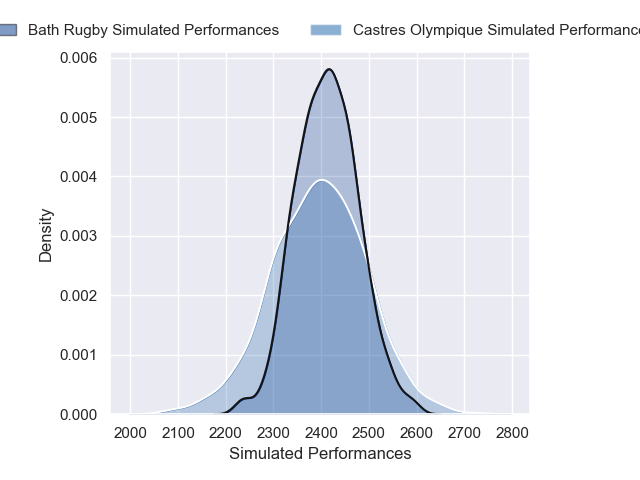 Bath Rugby Simulated Performances Castres Olympique Simulated Performance
0.006
0.005
0.004
0.003
0.002
0.001
0.000
Density
2000 2100 2200 2300 2400 2500 2600 2700 2800
Simulated Performances